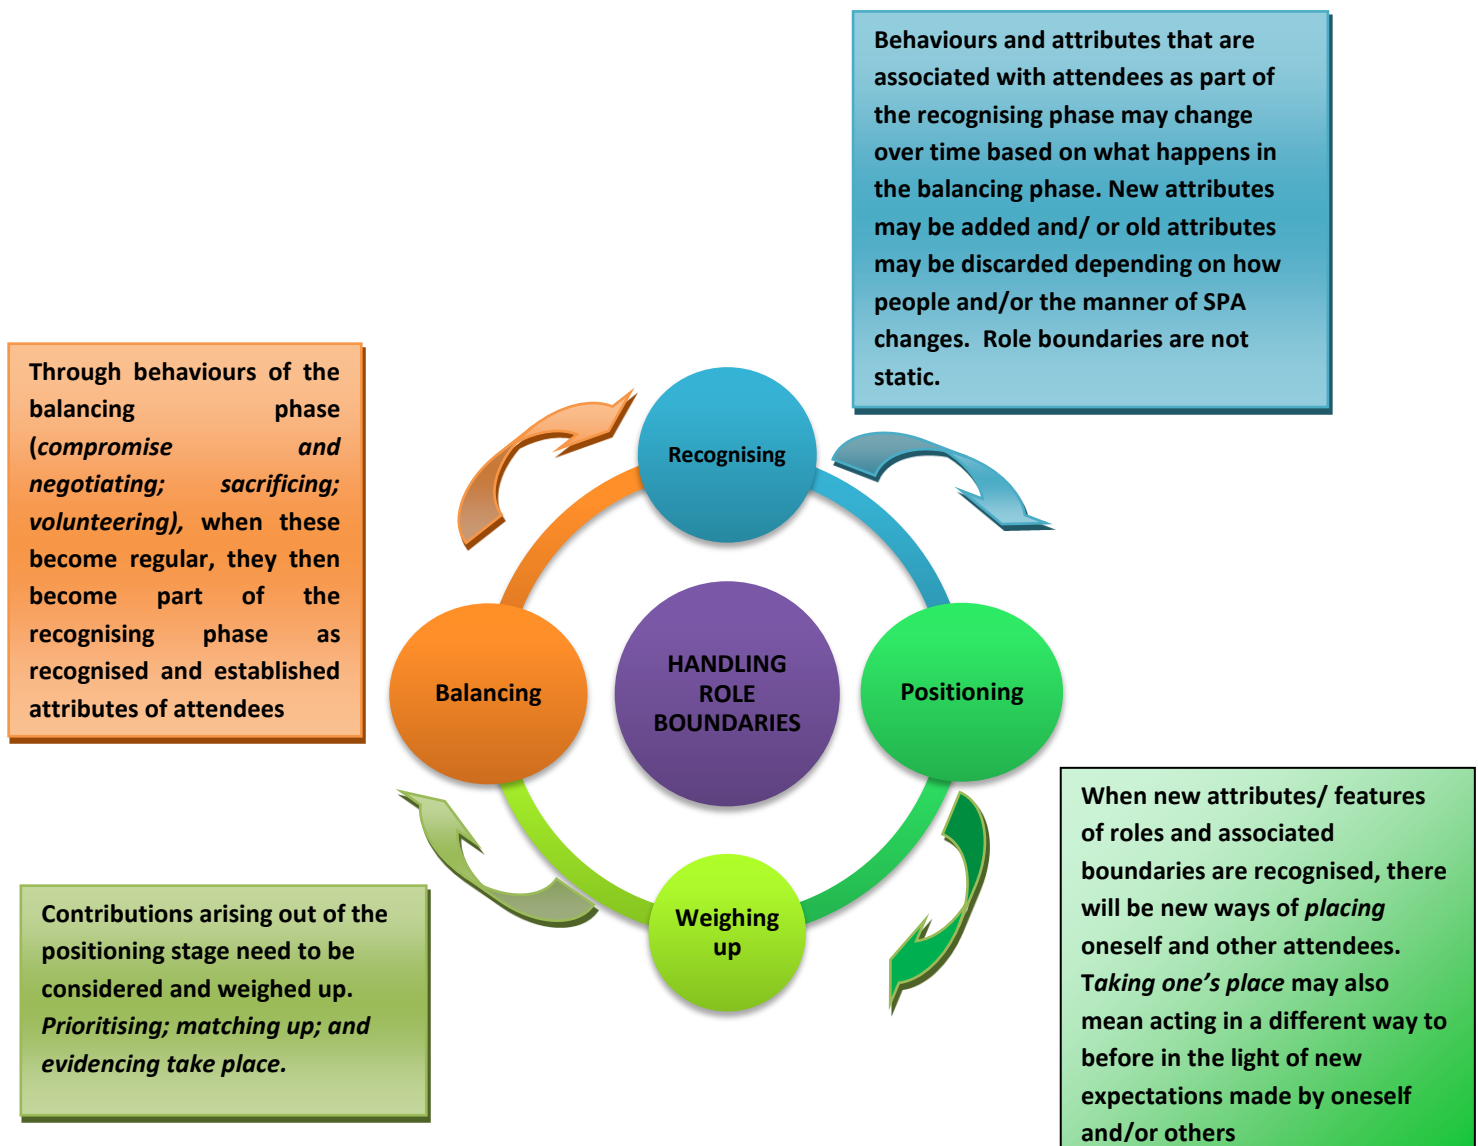 Behaviours and attributes that are
associated with attendees as part of
the recognising phase may change
over time based on what happens in
the balancing phase. New attributes
may be added and/ or old attributes
may be discarded depending on how
people and/or the manner of SPA
changes.  Role boundaries are not
static.
Through behaviours of the
balancing phase
(compromise and
negotiating; sacrificing;
volunteering), when these
become regular, they then
become part of the
recognising phase as
recognised and established
attributes of attendees
Recognising
Balancing
HANDLING
ROLE
BOUNDARIES
Positioning
Weighing
up
When new attributes/ features
of roles and associated
boundaries are recognised, there
will be new ways of placing
oneself and other attendees.
Taking one’s place may also
mean acting in a different way to
before in the light of new
expectations made by oneself
and/or others
Contributions arising out of the
positioning stage need to be
considered and weighed up.
Prioritising; matching up; and
evidencing take place.